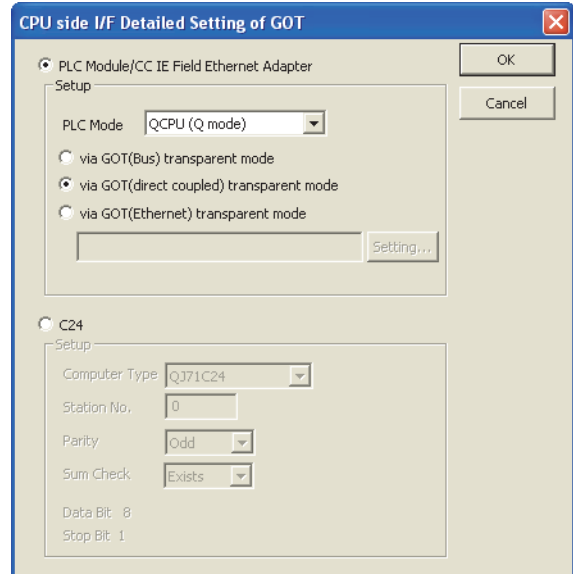 CPU side I/F Detailed Setting of GOT
PLC Module/CC IE Field Ethernet Adapter
OK
Setup
Cancel
PLC Mode QCPU (Q mode)
via GOT(Bus) transparent mode
via GOT(direct coupled) transparent mode
via GOT(Ethernet) transparent mode
Setting...
C24
Setup
Computer Type QJ71C24
Station No. 0
Parity Odd
Sum Check Exists
Data Bit 8
Stop Bit 1